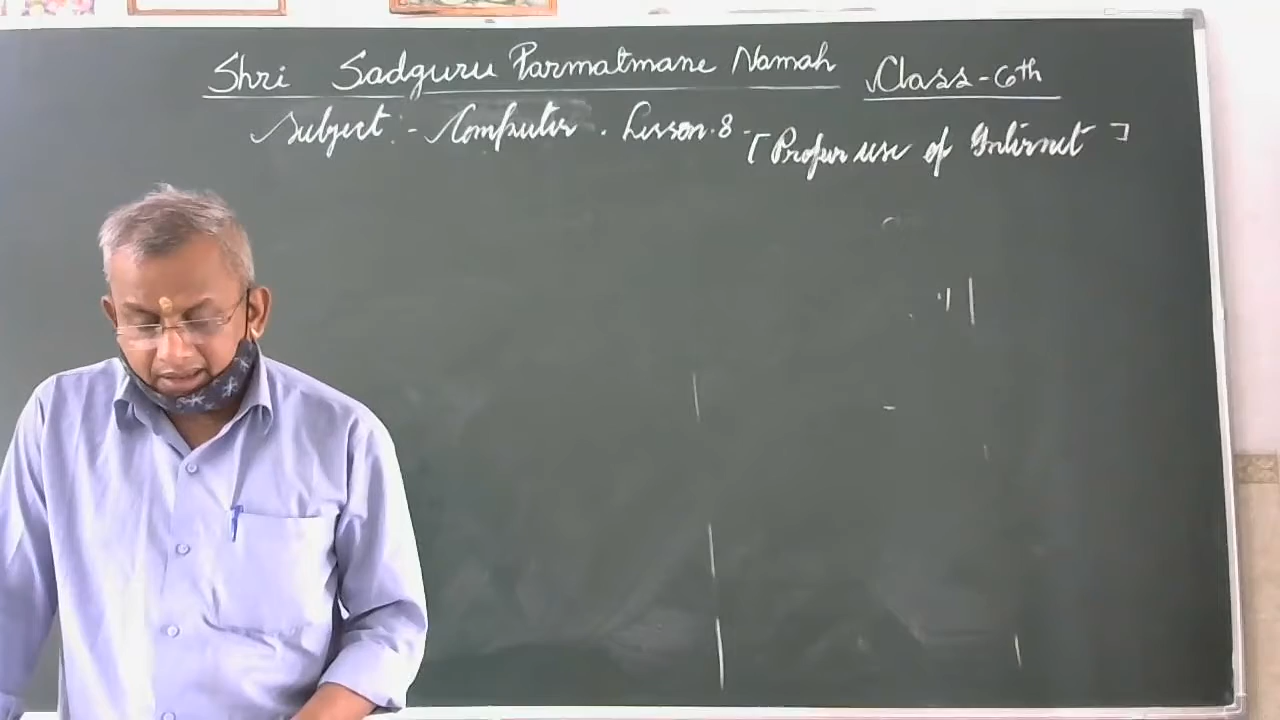 Shri Sadguru Parmatmane Namah Class-6th
Subject:- Computer. Lesson.8- [Proper use of Internet]